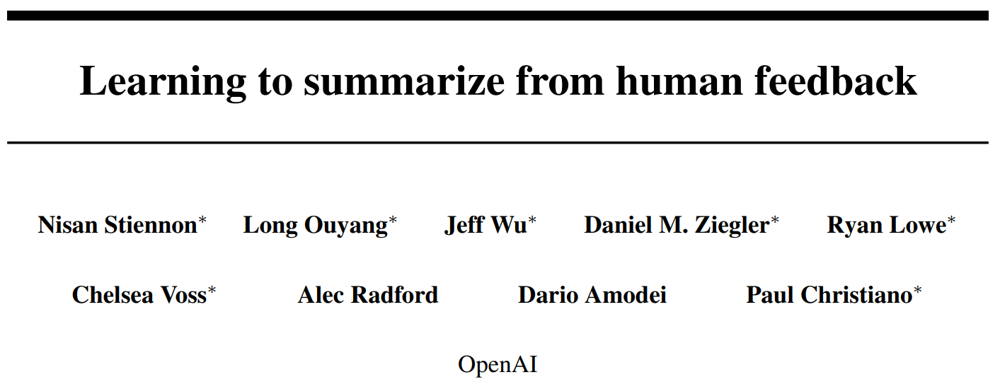 Learning to summarize from human feedback
Nisan Stiennon* Long Ouyang* Jeff Wu* Daniel M. Ziegler* Ryan Lowe*
Chelsea Voss* Alec Radford Dario Amodei Paul Christiano*
OpenAI